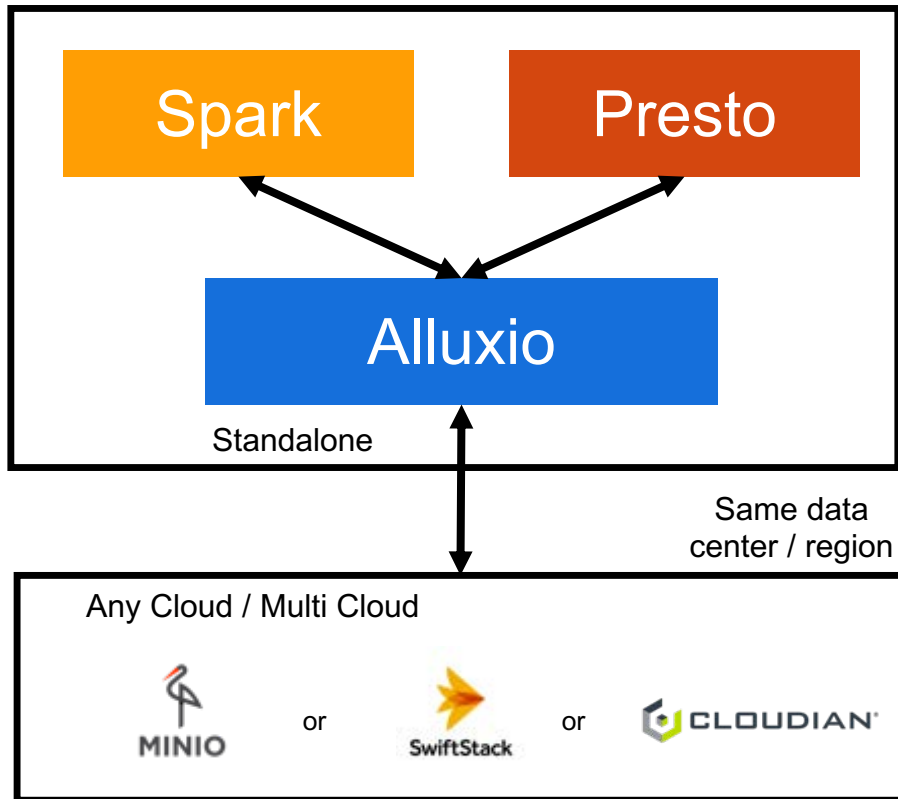 Spark
Presto
Alluxio
Standalone
Same data
center / region
Any Cloud / Multi Cloud
MINIO
or
SwiftStack
or
CLOUDIAN